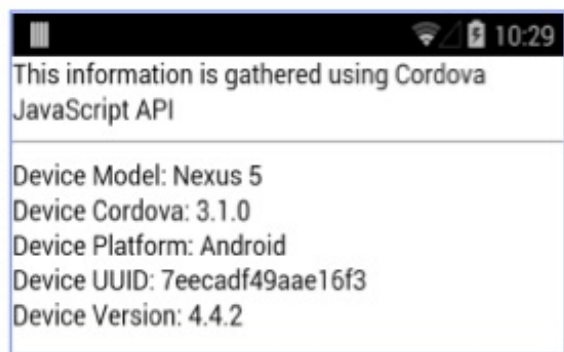 10:29
This information is gathered using Cordova
JavaScript API
Device Model: Nexus 5
Device Cordova: 3.1.0
Device Platform: Android
Device UUID: 7eecadf49aae16f3
Device Version: 4.4.2